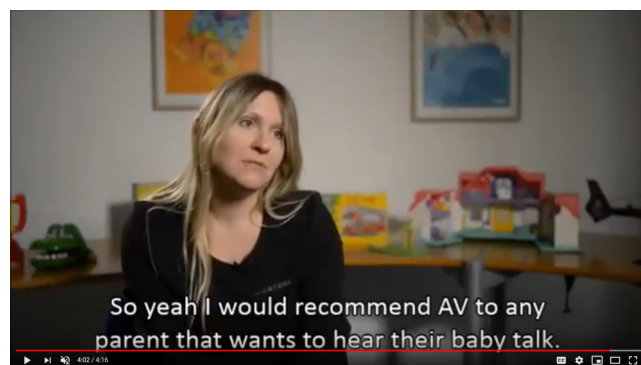 So yeah I would recommend AV to any
parent that wants to hear their baby talk.
4:02 / 4:16